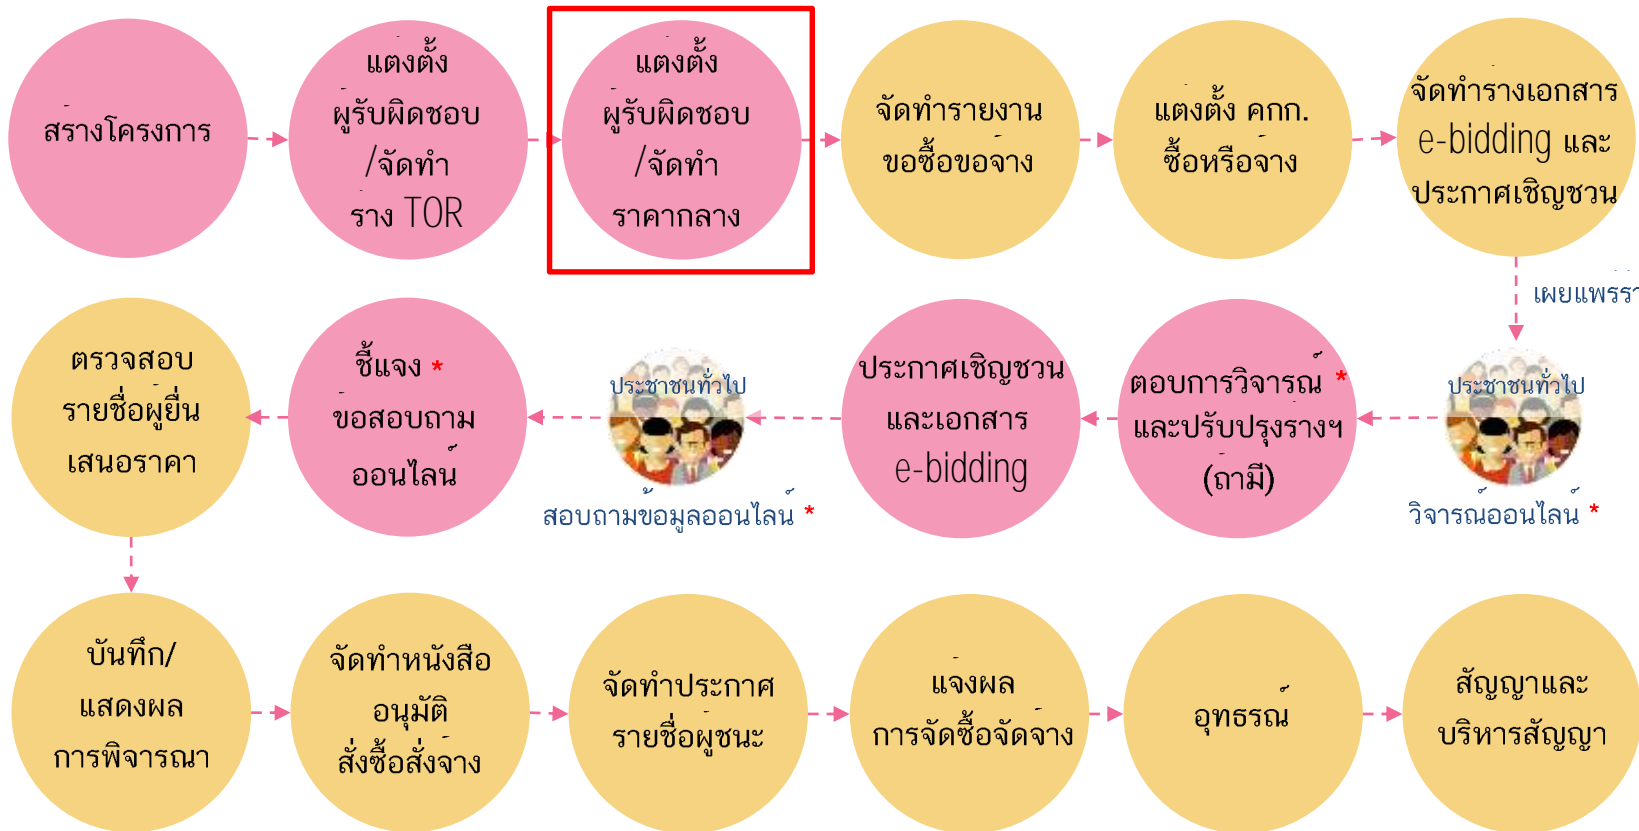 สร้างโครงการ
แต่งตั้ง
ผู้รับผิดชอบ
/จัดทำ
ร่าง TOR
แต่งตั้ง
ผู้รับผิดชอบ
/จัดทำ
ราคากลาง
จัดทำรายงาน
ขอซื้อขอจ้าง
แต่งตั้ง คกก.
ซื้อหรือจ้าง
จัดทำร่างเอกสาร
e-bidding และ
ประกาศเชิญชวน
เผยแพร่ร่า
ประชาชนทั่วไป
วิจารณ์ออนไลน์ *
ตอบการวิจารณ์ *
และปรับปรุงร่างฯ
(ถ้ามี)
ประกาศเชิญชวน
และเอกสาร
e-bidding
ประชาชนทั่วไป
สอบถามข้อมูลออนไลน์ *
ชี้แจง *
ข้อสอบถาม
ออนไลน์
ตรวจสอบ
รายชื่อผู้ยื่น
เสนอราคา
บันทึก/
แสดงผล
การพิจารณา
จัดทำหนังสือ
อนุมัติ
สั่งซื้อสั่งจ้าง
จัดทำประกาศ
รายชื่อผู้ชนะ
แจ้งผล
การจัดซื้อจัดจ้าง
อุทธรณ์
สัญญาและ
บริหารสัญญา